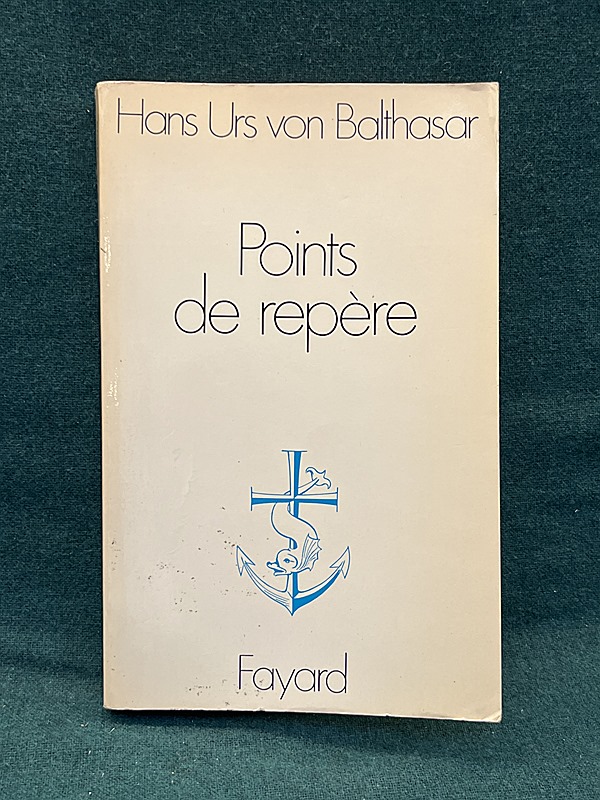 Hans Urs von Balthasar
Points
de repère
Fayard